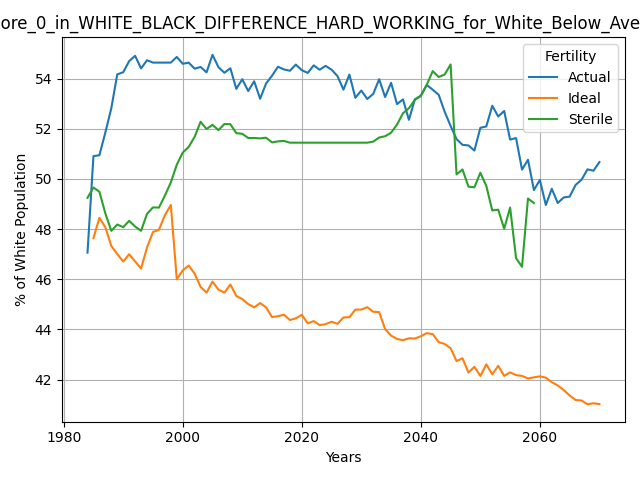 ore_0_in_WHITE_BLACK_DIFFERENCE_HARD_WORKING_for_White_Below_Ave
% of White Population
54
52
50
48
46
44
42
Fertility
Actual
Ideal
Sterile
1980 2000 2020 2040 2060
Years